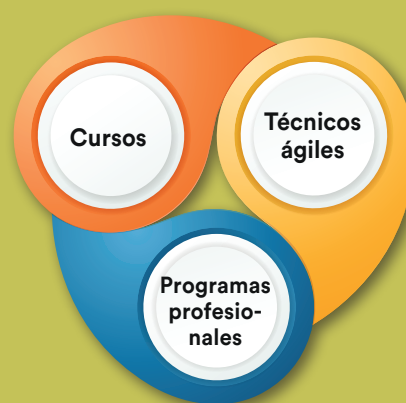 Cursos
Técnicos
ágiles
Programas
profesio-
nales